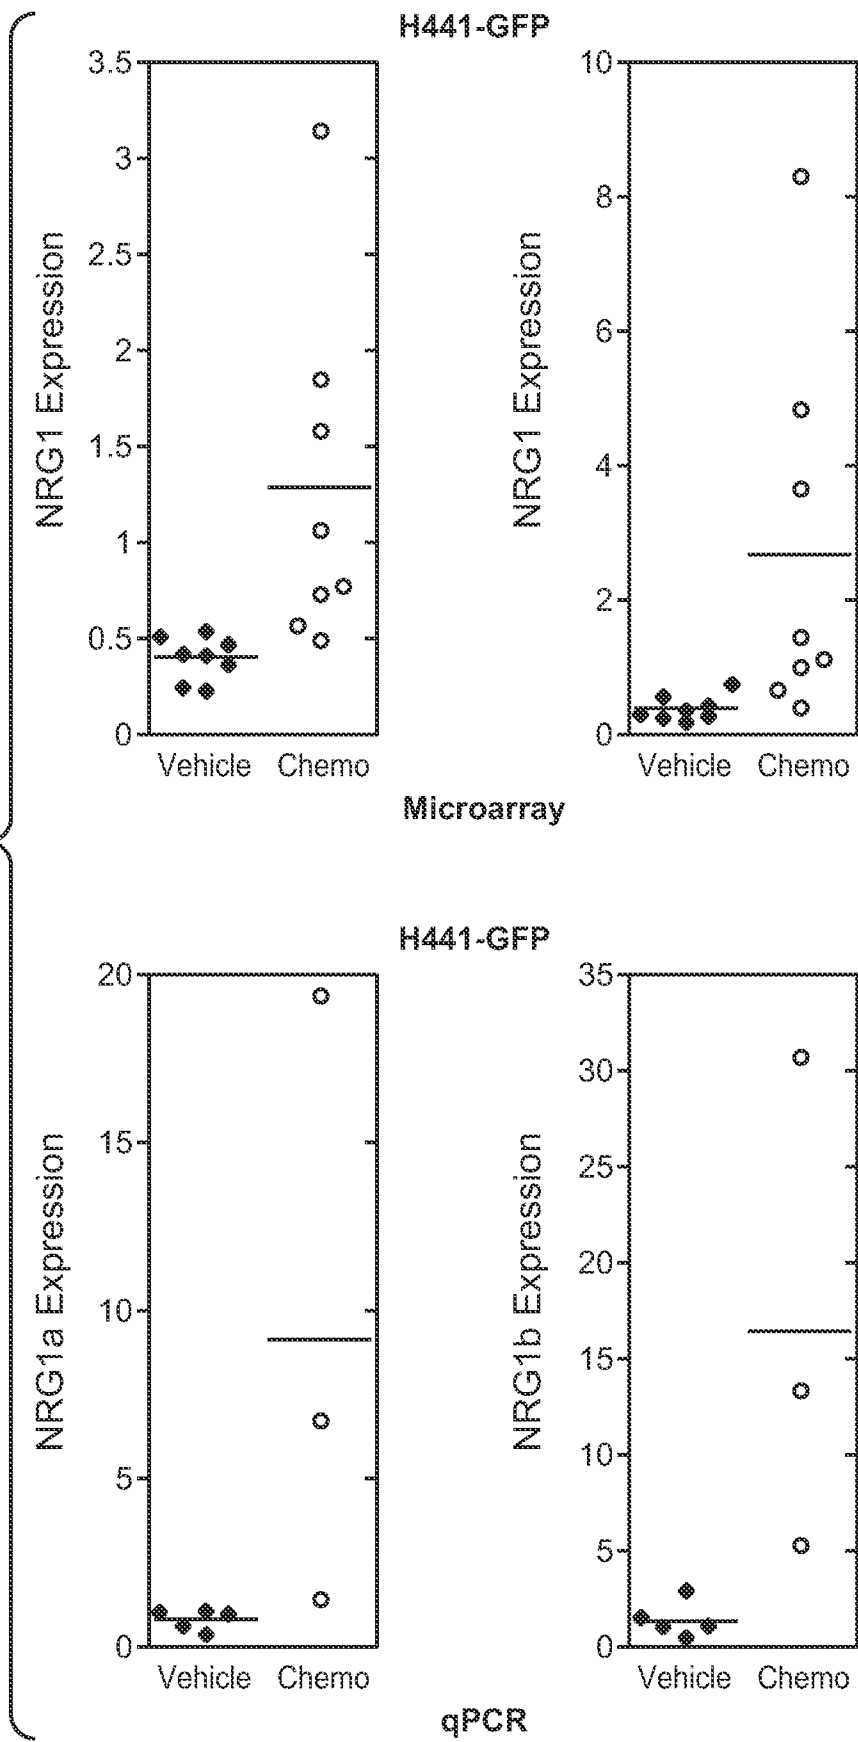 H441-GFP
NRG1 Expression
3.5
3
2.5
2
1.5
1
0.5
0
Vehicle Chemo
NRG1 Expression
10
8
6
4
2
0
Vehicle Chemo
Microarray
H441-GFP
NRG1a Expression
20
15
10
5
0
Vehicle Chemo
NRG1b Expression
35
30
25
20
15
10
5
0
Vehicle Chemo
qPCR